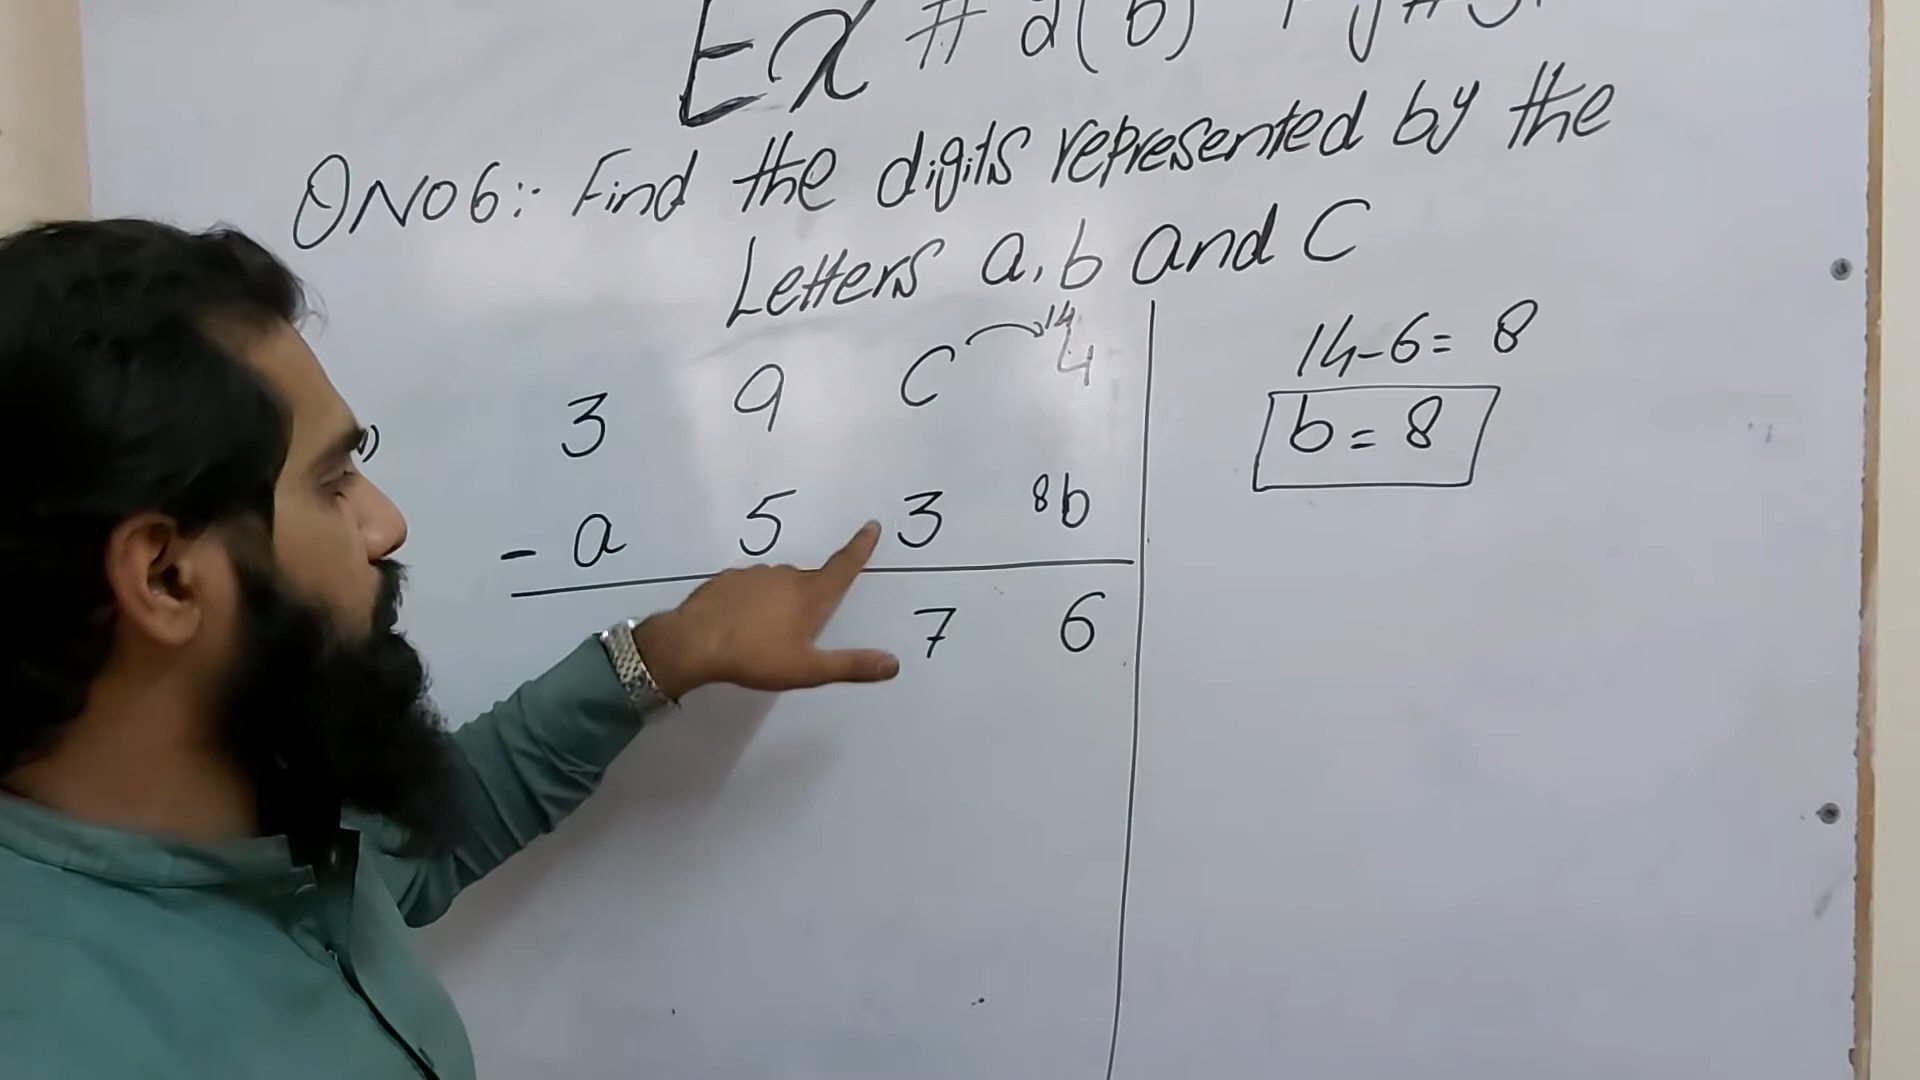 Ex # 2(b)
QNO6:: Find the digits represented by the
Letters a,b and C
14
3 9 C 4
- a 5 3 8b
7 6
14-6= 8
b = 8